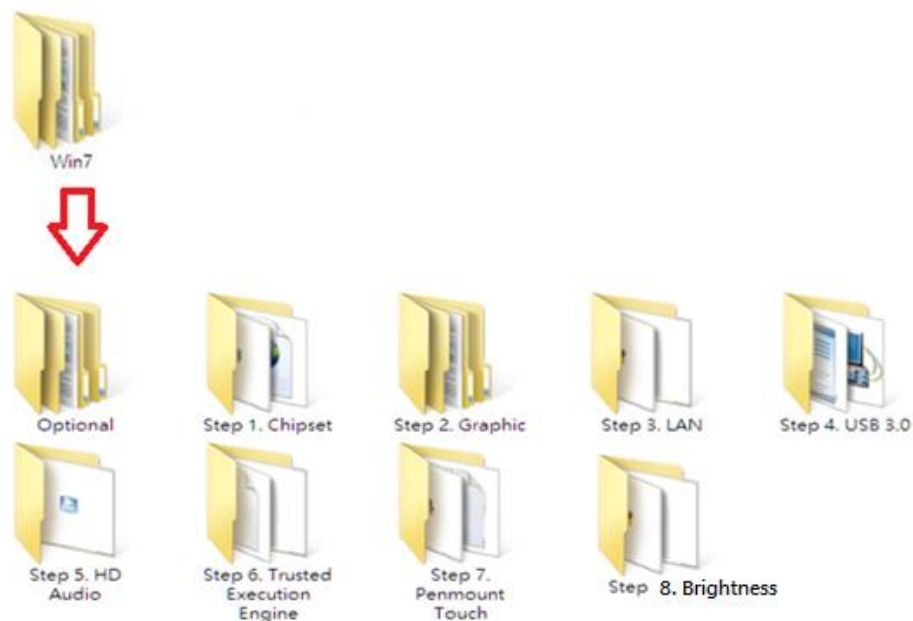 Win7
Optional
Step 1. Chipset
Step 2. Graphic
Step 3. LAN
Step 4. USB 3.0
Step 5. HD
Audio
Step 6. Trusted
Execution
Engine
Step 7.
Penmount
Touch
Step 8. Brightness